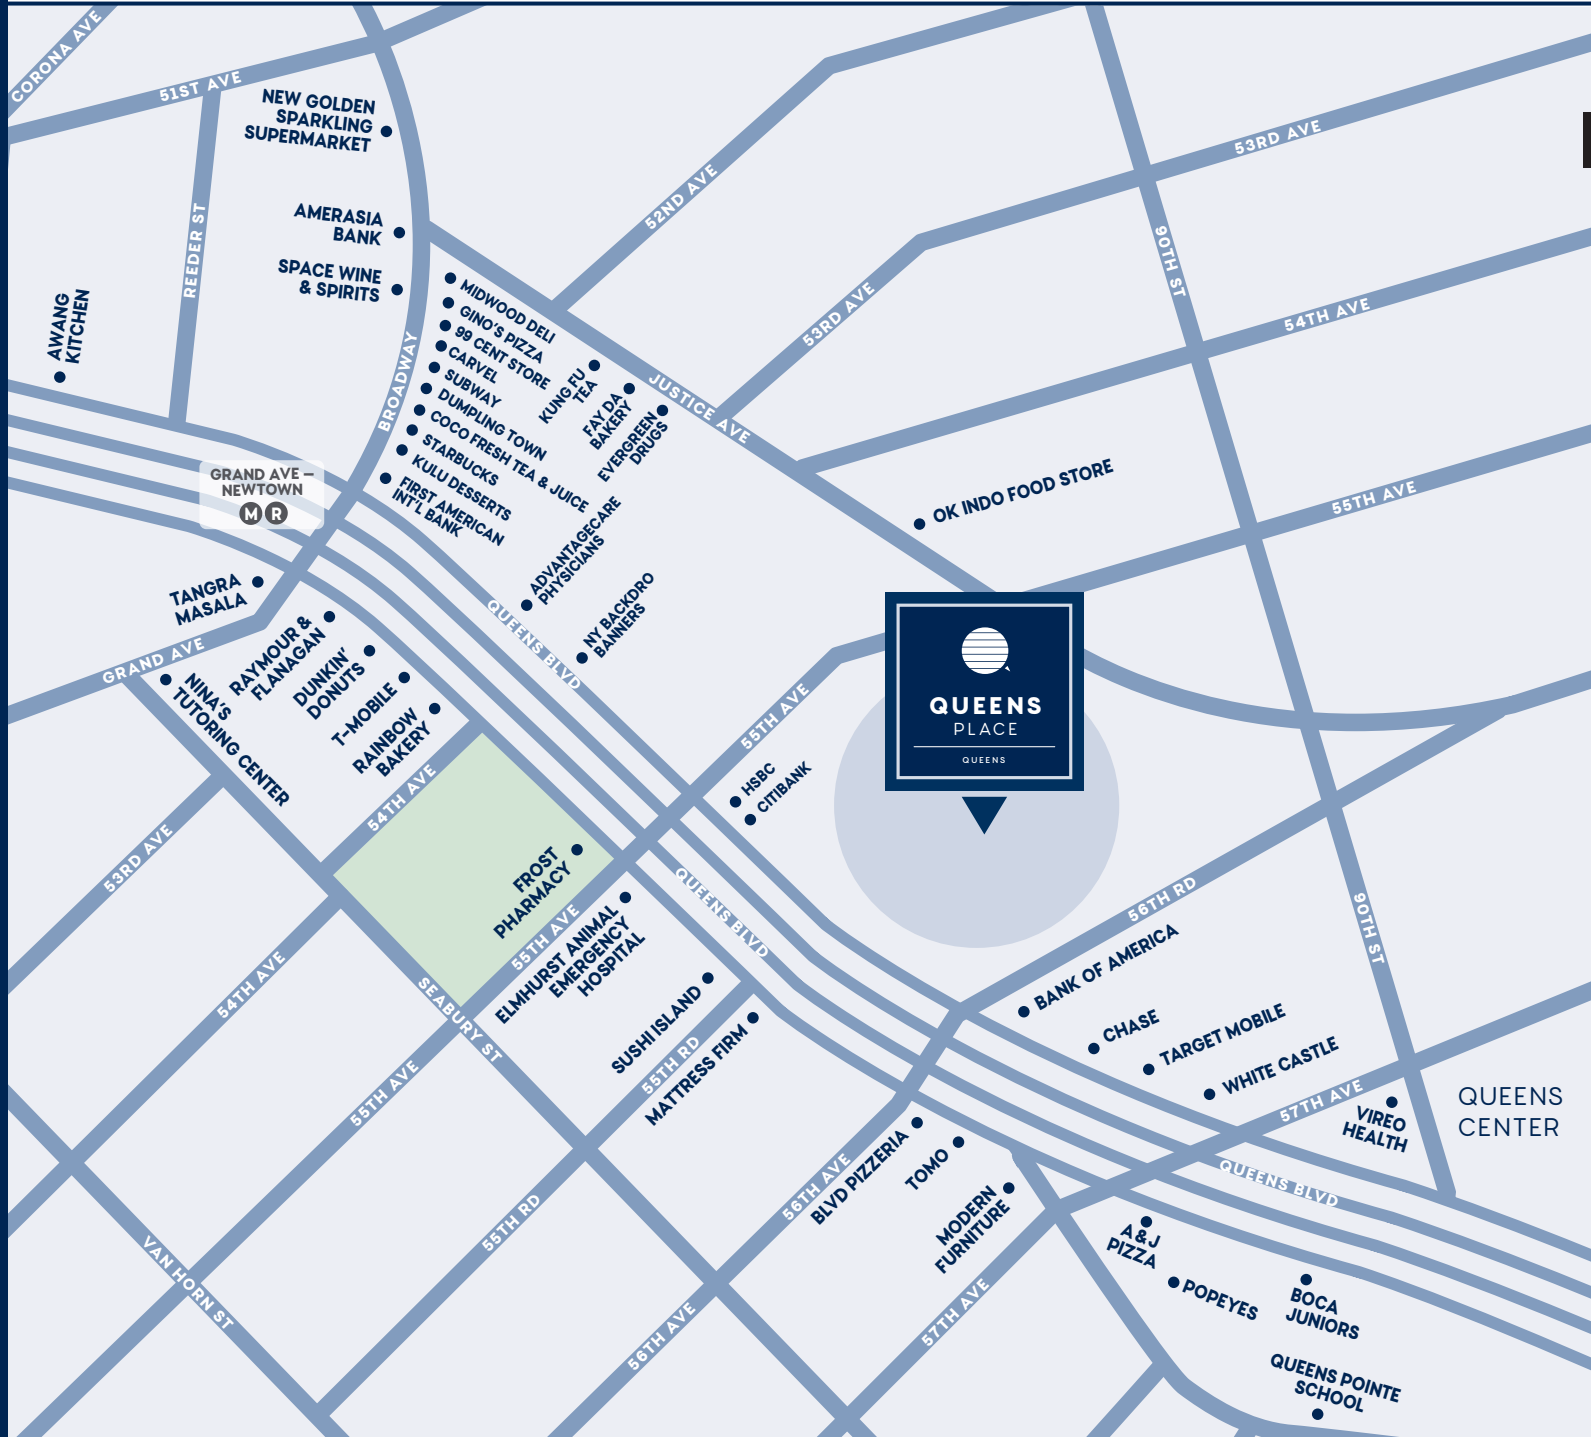 CORONA AVE
51ST AVE
NEW GOLDEN
SPARKLING
SUPERMARKET
REEDER ST
AMERASIA
BANK
SPACE WINE
& SPIRITS
AWANG
KITCHEN
BROADWAY
52ND AVE
53RD AVE
53RD AVE
90TH ST
54TH AVE
55TH AVE
JUSTICE AVE
MIDWOOD DELI
GINO'S PIZZA
99 CENT STORE
CARVEL
SUBWAY
DUMPLING TOWN
COCO FRESH TEA & JUICE
STARBUCKS
KULU DESSERTS
FIRST AMERICAN
INT'L BANK
KUNG FU
TEA
FAY DA
BAKERY
EVERGREEN
DRUGS
OK INDO FOOD STORE
GRAND AVE –
NEWTOWN
M R
ADVANTAGECARE
PHYSICIANS
NY BACKDRO
BANNERS
QUEENS BLVD
TANGRA
MASALA
GRAND AVE
RAYMOUR &
FLANAGAN
DUNKIN'
DONUTS
T-MOBILE
RAINBOW
BAKERY
NINA'S
TUTORING CENTER
54TH AVE
53RD AVE
55TH AVE
HSBC
CITIBANK
QUEENS
PLACE
QUEENS
FROST
PHARMACY
55TH AVE
ELMHURST ANIMAL
EMERGENCY
HOSPITAL
QUEENS BLVD
SEABURY ST
54TH AVE
SUSHI ISLAND
55TH RD
MATTRESS FIRM
55TH AVE
56TH RD
BANK OF AMERICA
CHASE
TARGET MOBILE
WHITE CASTLE
90TH ST
57TH AVE
VIREO
HEALTH
QUEENS
CENTER
QUEENS BLVD
56TH AVE
BLVD PIZZERIA
TOMO
MODERN
FURNITURE
A & J
PIZZA
POPEYES
BOCA
JUNIORS
QUEENS POINTE
SCHOOL
55TH RD
VAN HORN ST
56TH AVE
57TH AVE